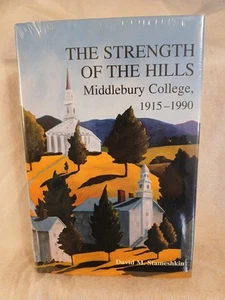 THE STRENGTH
OF THE HILLS
Middlebury College,
1915–1990
David M. Stameshkin